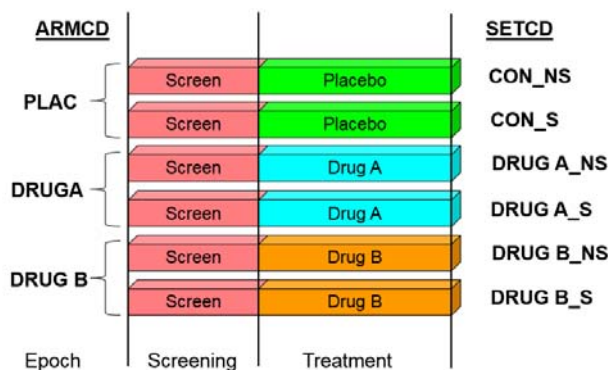 ARMCD SETCD
Screen Placebo CON_NS
PLAC
Screen Placebo CON_S
Screen Drug A DRUG A_NS
DRUGA
Screen Drug A DRUG A_S
Screen Drug B DRUG B_NS
DRUG B
Screen Drug B DRUG B_S
Epoch Screening Treatment